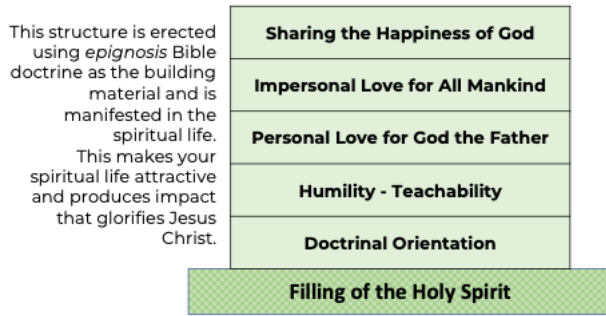 This structure is erected
using epignosis Bible
doctrine as the building
material and is
manifested in the
spiritual life.
This makes your
spiritual life attractive
and produces impact
that glorifies Jesus
Christ.
Sharing the Happiness of God
Impersonal Love for All Mankind
Personal Love for God the Father
Humility - Teachability
Doctrinal Orientation
Filling of the Holy Spirit